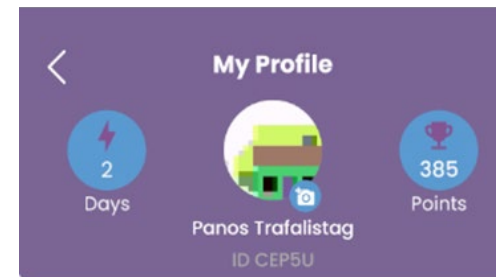 My Profile
2
Days
385
Points
Panos Trafalistag
ID CEP5U